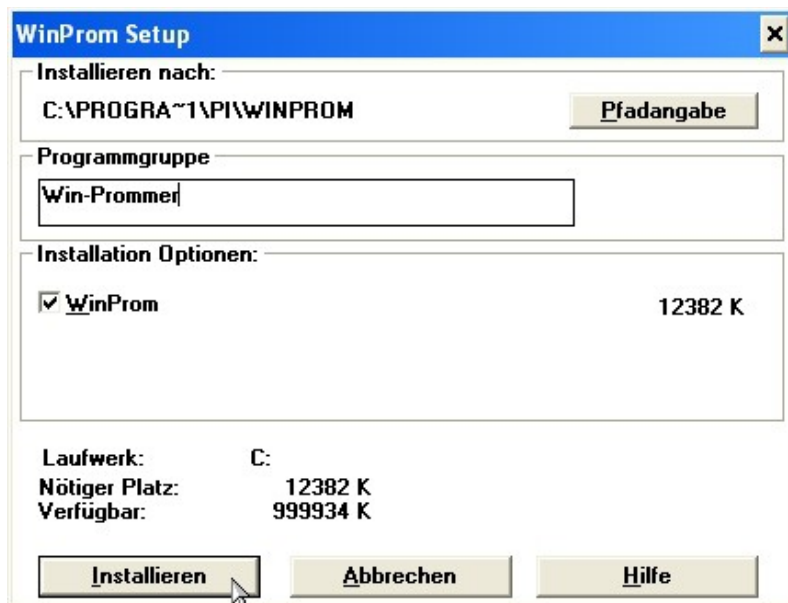 WinProm Setup
Installieren nach:
C:\PROGRA~1\PI\WINPROM
Pfadangabe
Programmgruppe
Win-Prommer
Installation Optionen:
WinProm 12382 K
Laufwerk: C:
Nötiger Platz: 12382 K
Verfügbar: 999934 K
Installieren Abbrechen Hilfe